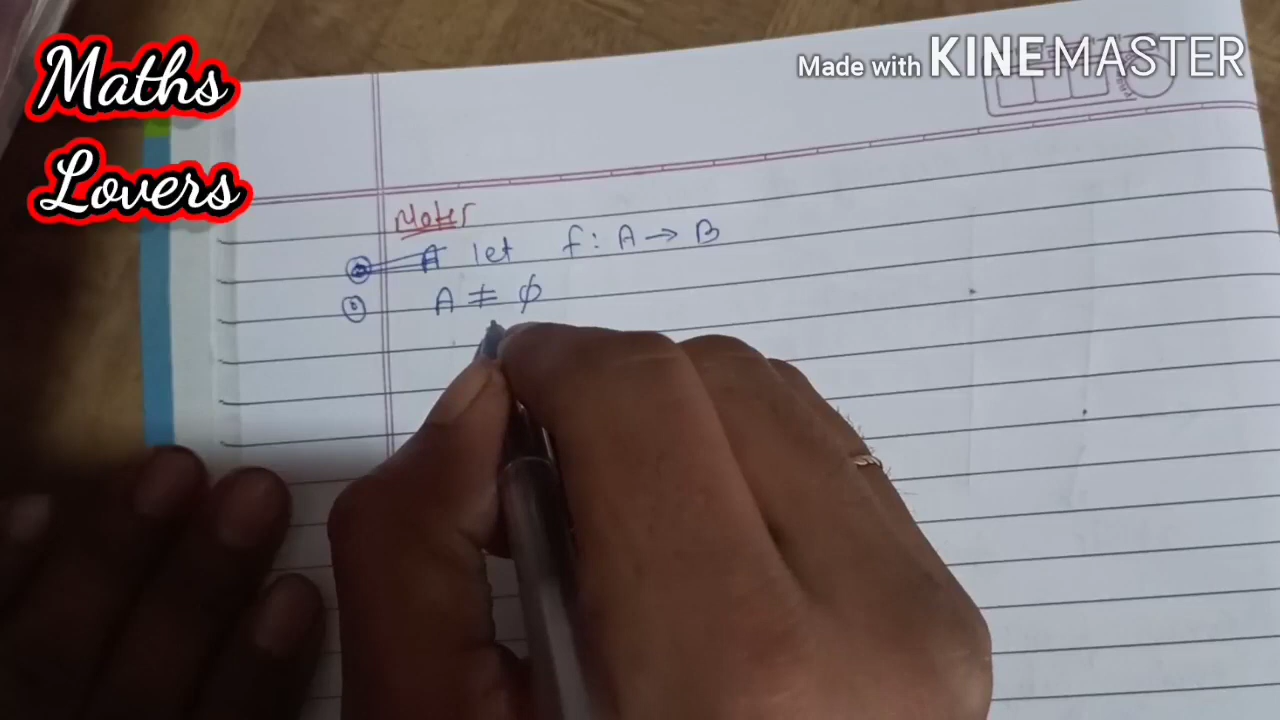 Maths
Lovers
Made with KINEMASTER
Notes
A let f : A → B
A ≠ ϕ